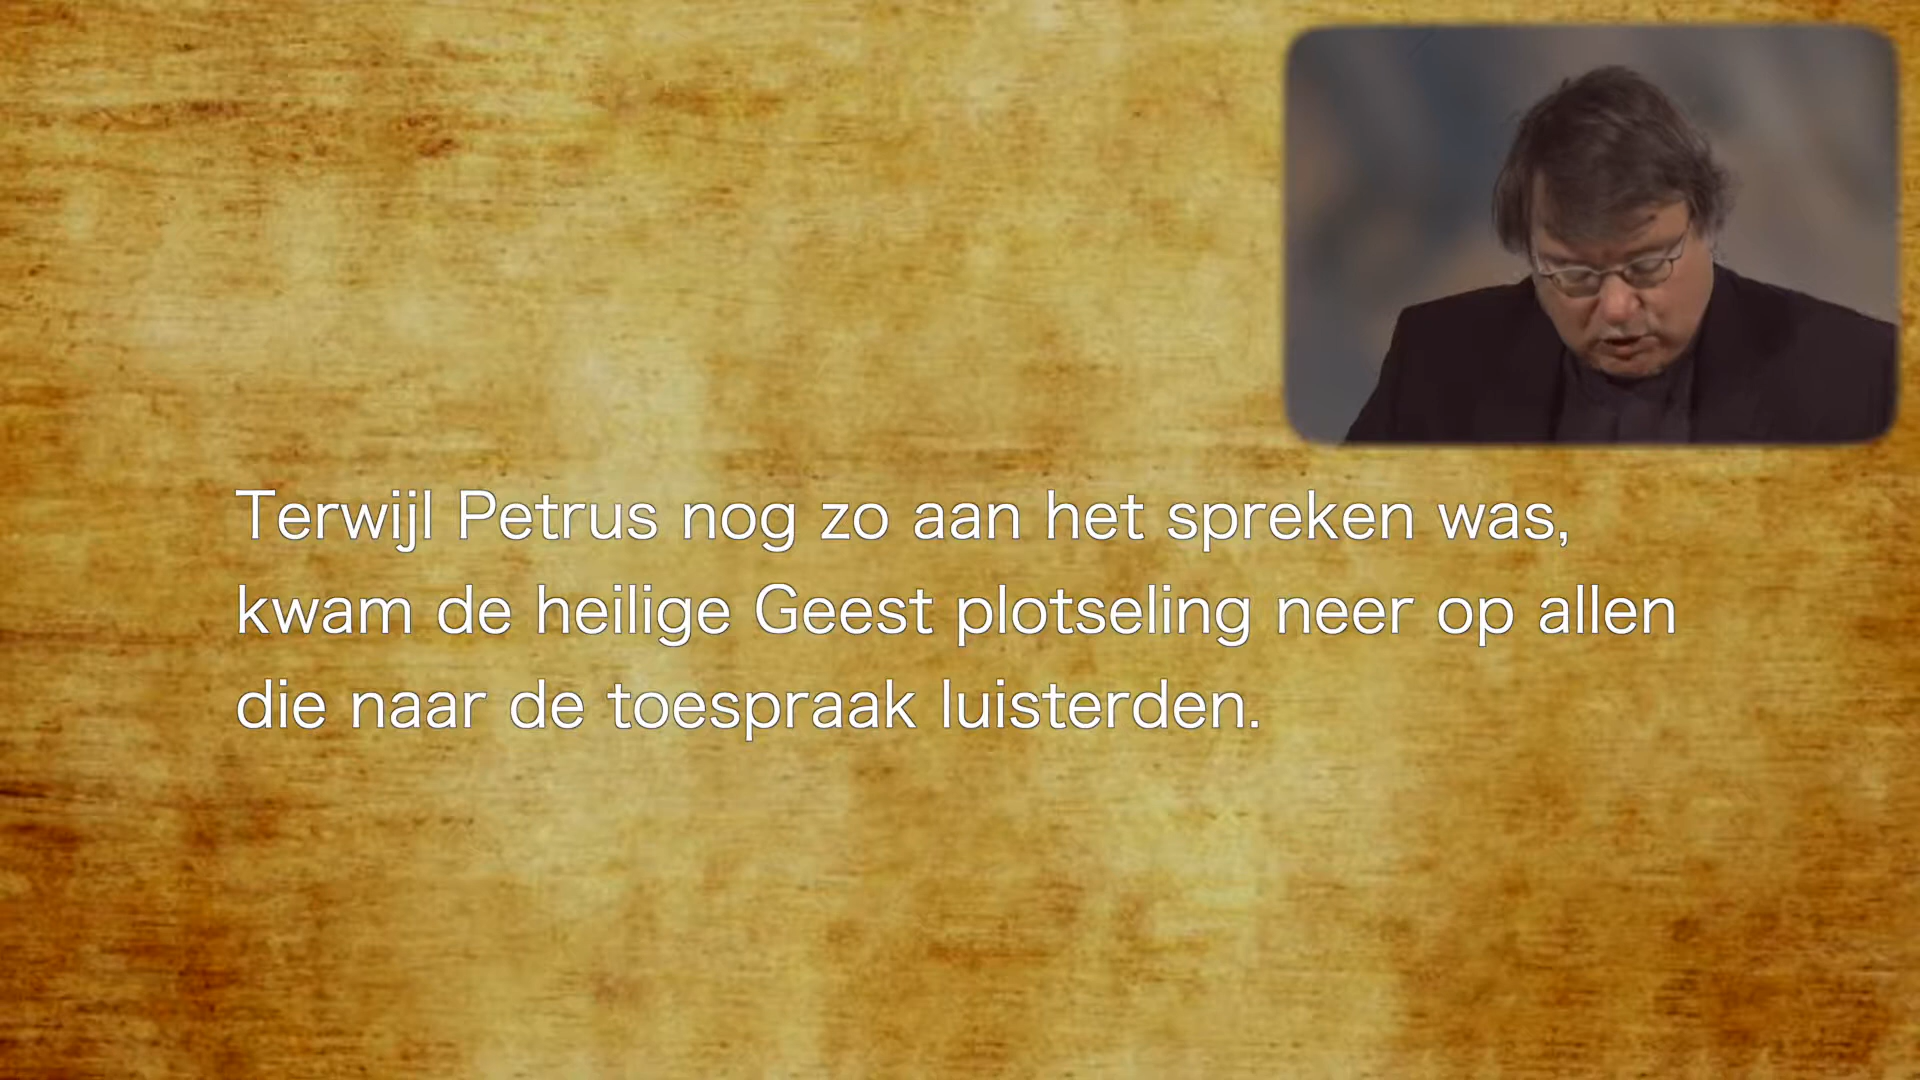 Terwijl Petrus nog zo aan het spreken was,
kwam de heilige Geest plotseling neer op allen
die naar de toespraak luisterden.